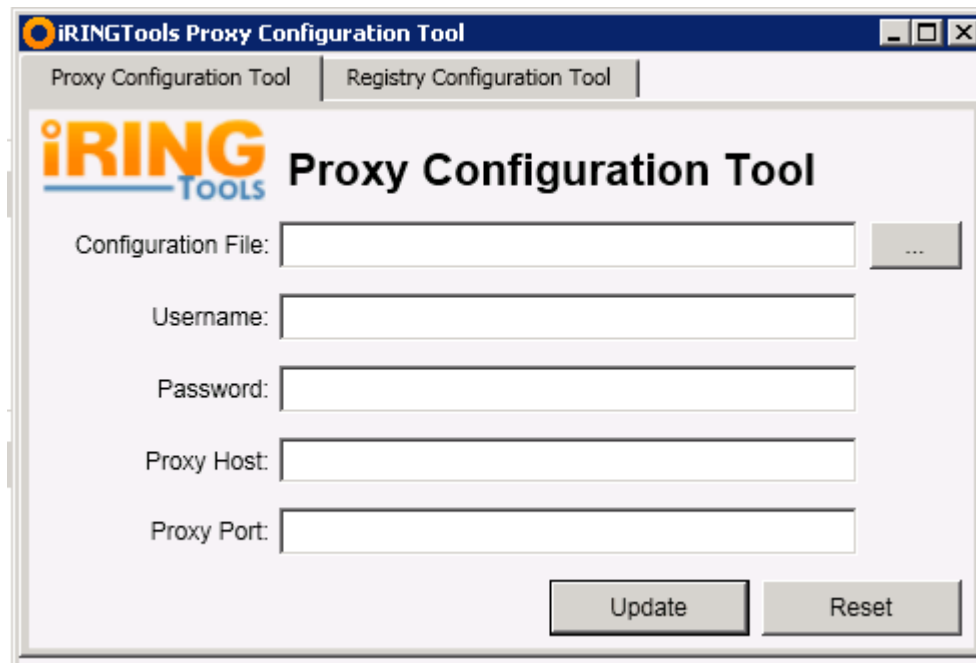 iRINGTools Proxy Configuration Tool
Proxy Configuration Tool
Registry Configuration Tool
iRING
TOOLS
Proxy Configuration Tool
Configuration File:
...
Username:
Password:
Proxy Host:
Proxy Port:
Update
Reset